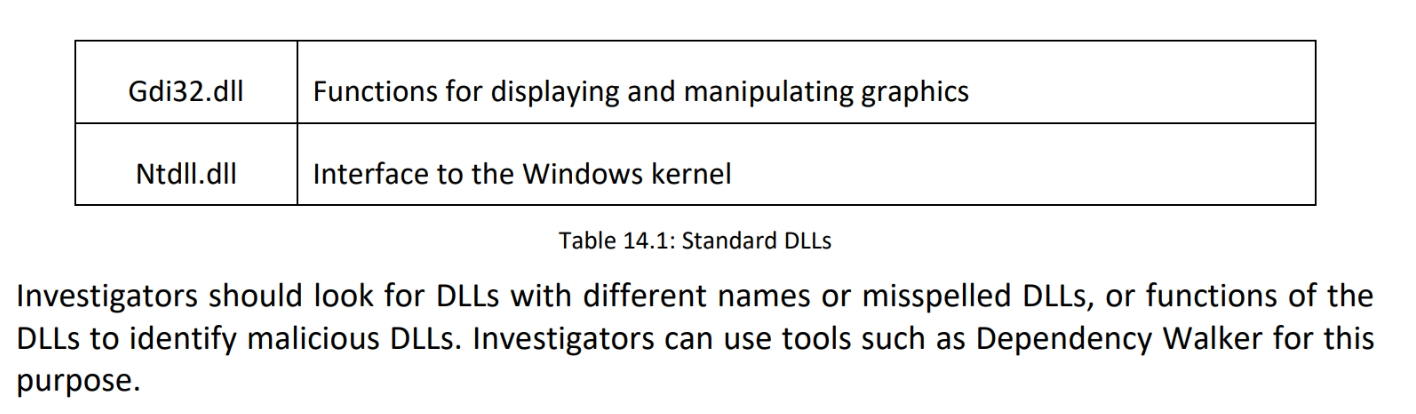 Gdi32.dll Functions for displaying and manipulating graphics
Ntdll.dll Interface to the Windows kernel
Table 14.1: Standard DLLs
Investigators should look for DLLs with different names or misspelled DLLs, or functions of the
DLLs to identify malicious DLLs. Investigators can use tools such as Dependency Walker for this
purpose.